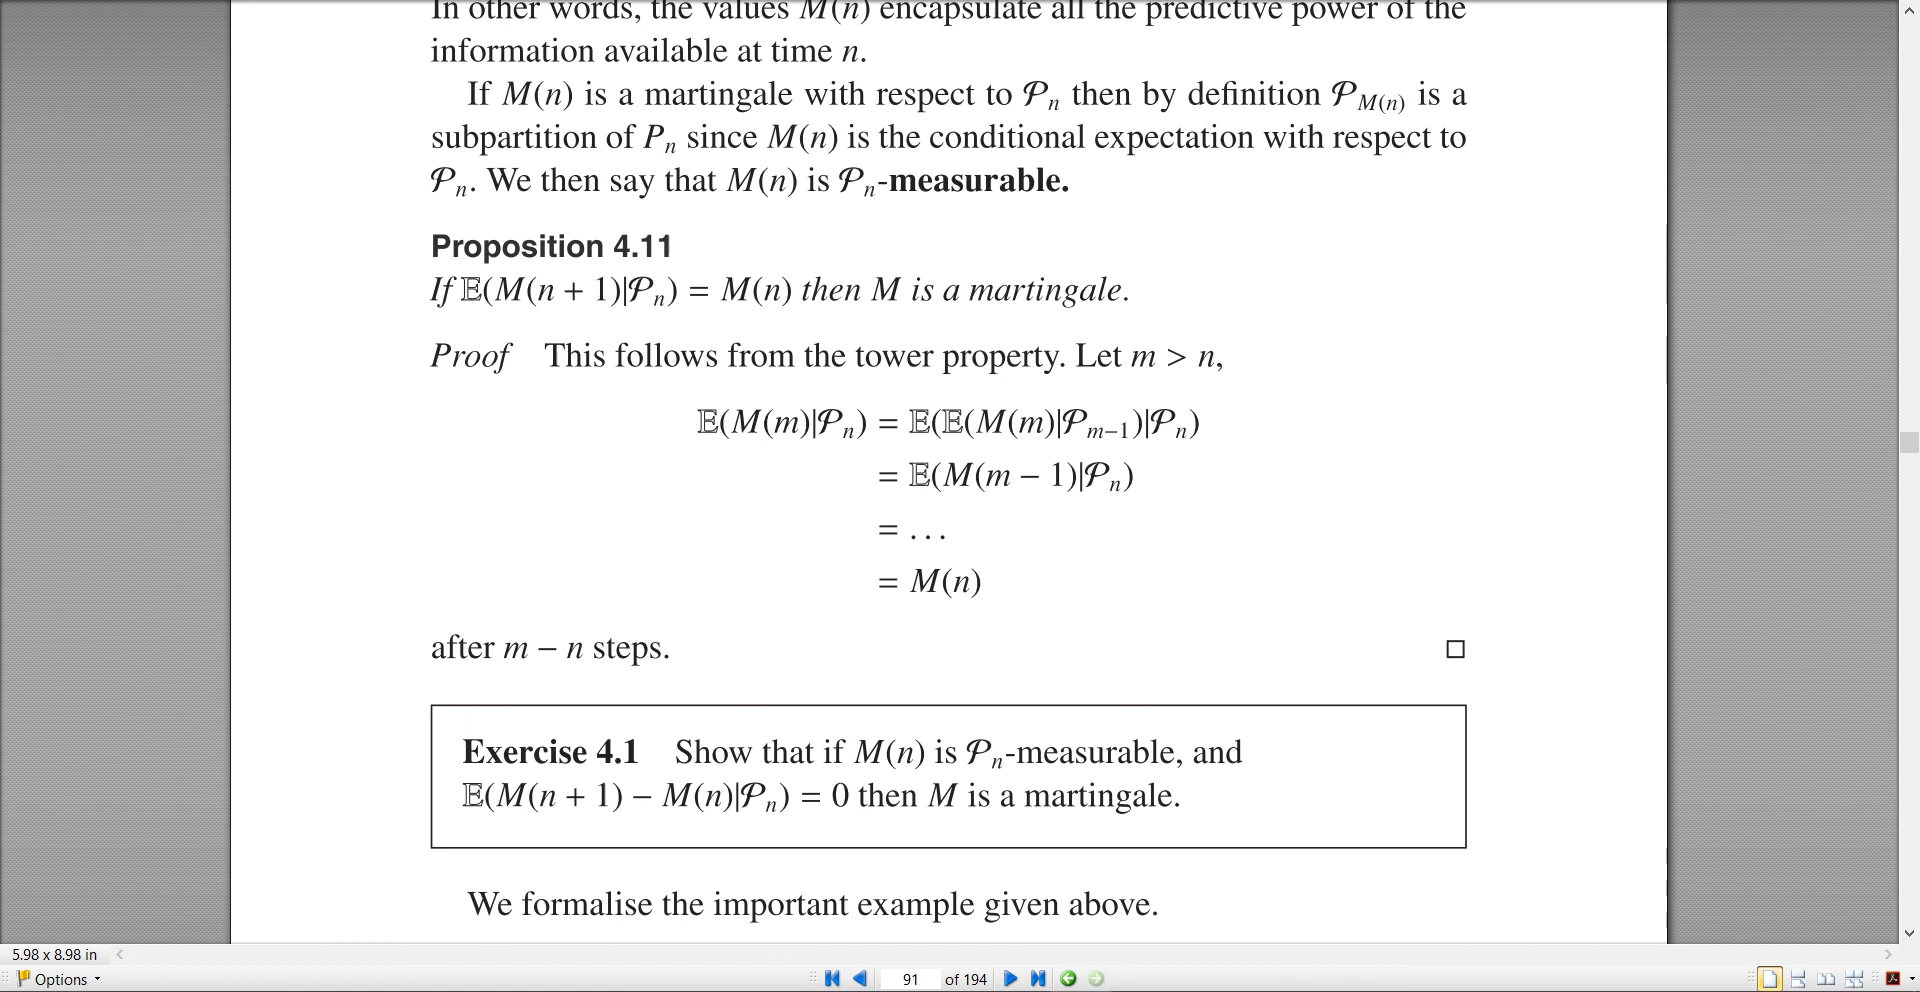 In other words, the values M(n) encapsulate all the predictive power of the
information available at time n.
If M(n) is a martingale with respect to 𝒫ₙ then by definition 𝒫_{M(n)} is a
subpartition of Pₙ since M(n) is the conditional expectation with respect to
𝒫ₙ. We then say that M(n) is 𝒫ₙ-measurable.
Proposition 4.11
If 𝔼(M(n + 1)|𝒫ₙ) = M(n) then M is a martingale.
Proof This follows from the tower property. Let m > n,
𝔼(M(m)|𝒫ₙ) = 𝔼(𝔼(M(m)|𝒫ₘ₋₁)|𝒫ₙ)
= 𝔼(M(m − 1)|𝒫ₙ)
= . . .
= M(n)
after m − n steps. □
Exercise 4.1 Show that if M(n) is 𝒫ₙ-measurable, and
𝔼(M(n + 1) − M(n)|𝒫ₙ) = 0 then M is a martingale.
We formalise the important example given above.
5.98 x 8.98 in
Options 91 of 194